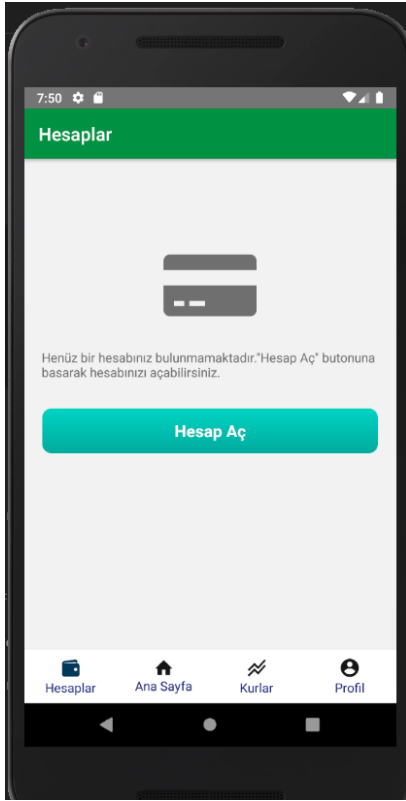 7:50
Hesaplar
Henüz bir hesabınız bulunmamaktadır."Hesap Aç" butonuna
basarak hesabınızı açabilirsiniz.
Hesap Aç
Hesaplar
Ana Sayfa
Kurlar
Profil